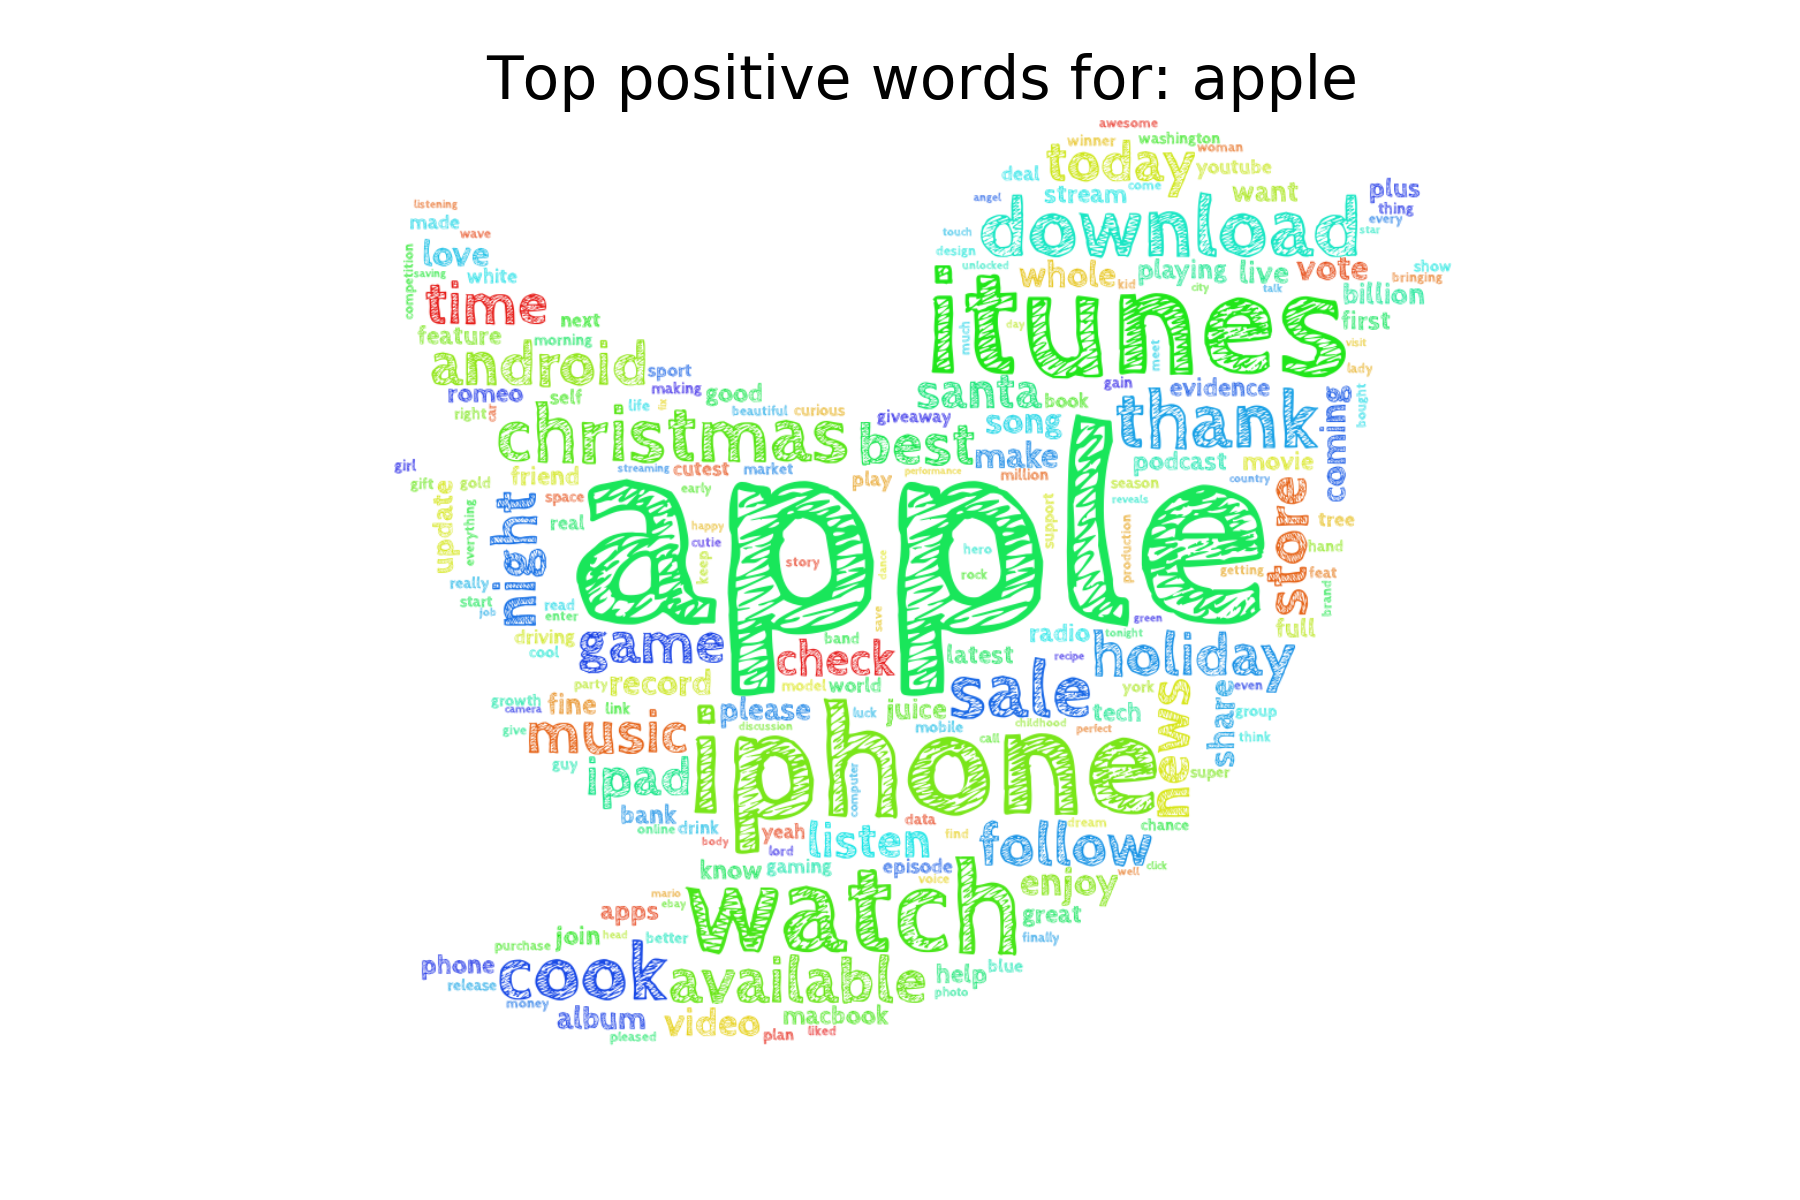 Top positive words for: apple
awesome
winner washington
today woman
deal youtube
stream come want plus
listening angel download thing
made every
wave touch star
love design
competition saving white unlocked whole kid playing live vote show
time itunes city talk bringing
billion
next much day first
feature morning meet visit
android sport lady
romeo self making good santa book gain evidence
right car life beautiful curious giveaway song thank coming bought
christmas best make podcast movie
girl streaming cutest market performance million
friend play season country
gift gold early reveals
update everything night space real apple happy support store tree
cutie story hero production hand
keep dance rock getting feat
really
start job read enter save green brand
driving game band radio tonight full
cool check latest recipe holiday
party record model world sale york even
growth camera fine link please luck juice tech news share group
give music discussion mobile childhood call perfect think
guy ipad iphone computer super
bank online drink yeah data find dream chance
body lord listen follow
know gaming episode voice well click
mario watch enjoy
apps ebay great
purchase join head better finally
phone cook available help blue
release photo
money album video macbook
pleased plan liked